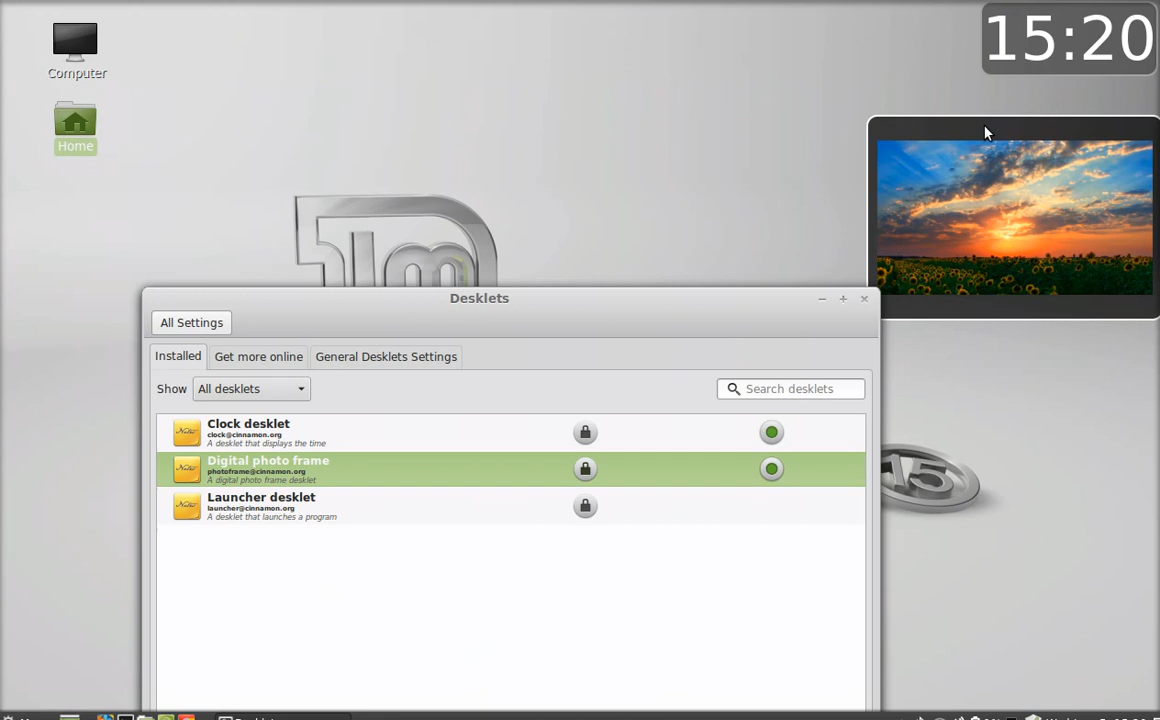 15:20
Computer
Home
Desklets
All Settings
Installed
Get more online
General Desklets Settings
Show
All desklets
Search desklets
Clock desklet
clock@cinnamon.org
A desklet that displays the time
Digital photo frame
photoframe@cinnamon.org
A digital photo frame desklet
Launcher desklet
launcher@cinnamon.org
A desklet that launches a program
15